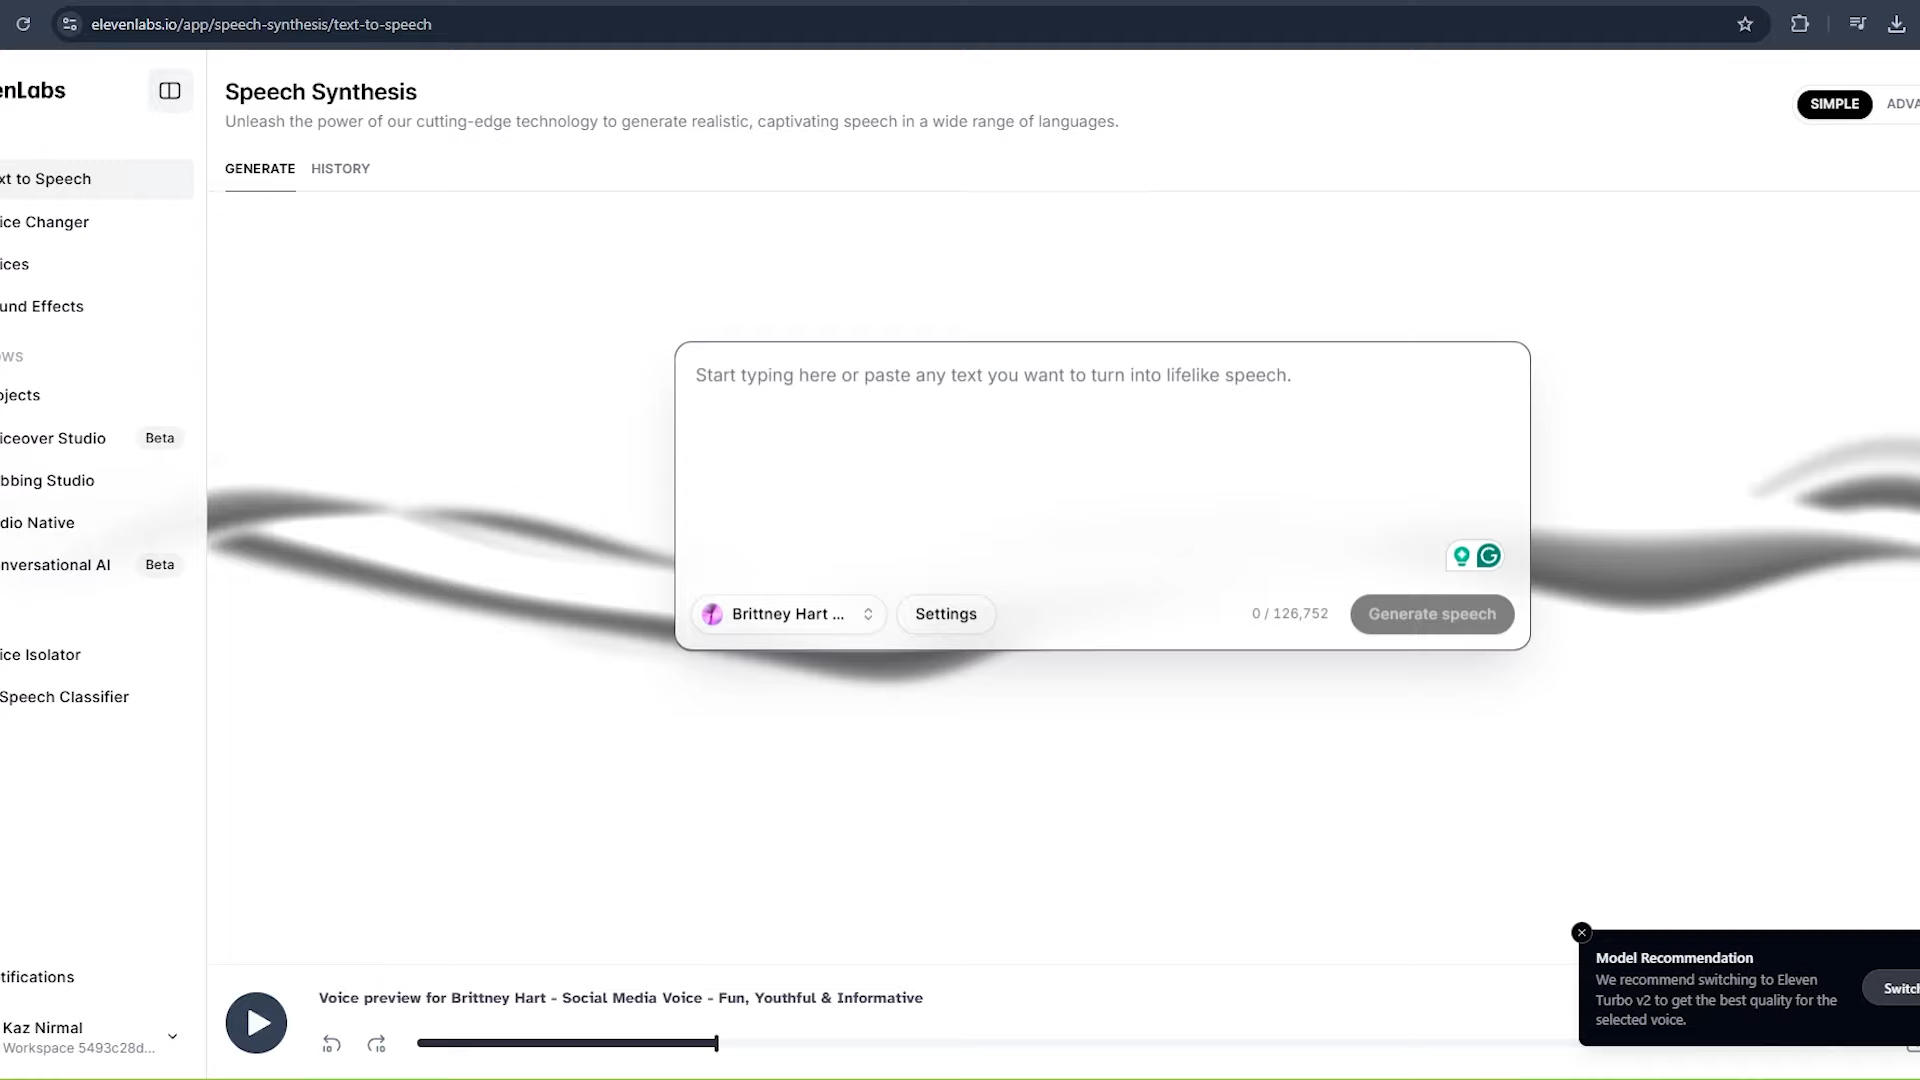 elevenlabs.io/app/speech-synthesis/text-to-speech
enLabs
Speech Synthesis
Unleash the power of our cutting-edge technology to generate realistic, captivating speech in a wide range of languages.
SIMPLE
ADVA
GENERATE
HISTORY
xt to Speech
ice Changer
ices
und Effects
ows
ojects
iceover Studio
Beta
bbing Studio
dio Native
nversational AI
Beta
ice Isolator
Speech Classifier
Start typing here or paste any text you want to turn into lifelike speech.
Brittney Hart ...
Settings
0 / 126,752
Generate speech
tifications
Kaz Nirmal
Workspace 5493c28d...
Voice preview for Brittney Hart - Social Media Voice - Fun, Youthful & Informative
10
10
Model Recommendation
We recommend switching to Eleven
Turbo v2 to get the best quality for the
selected voice.
Switch